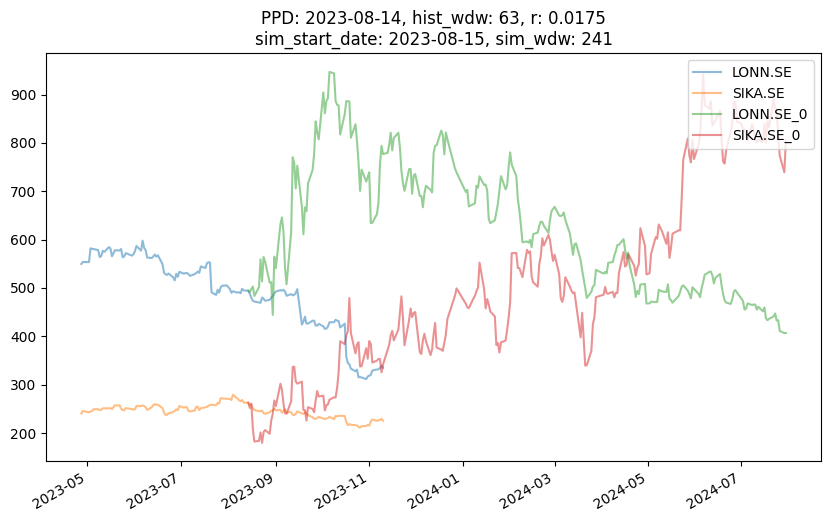 PPD: 2023-08-14, hist_wdw: 63, r: 0.0175
sim_start_date: 2023-08-15, sim_wdw: 241
LONN.SE
SIKA.SE
LONN.SE_0
SIKA.SE_0
900
800
700
600
500
400
300
200
2023-05
2023-07
2023-09
2023-11
2024-01
2024-03
2024-05
2024-07